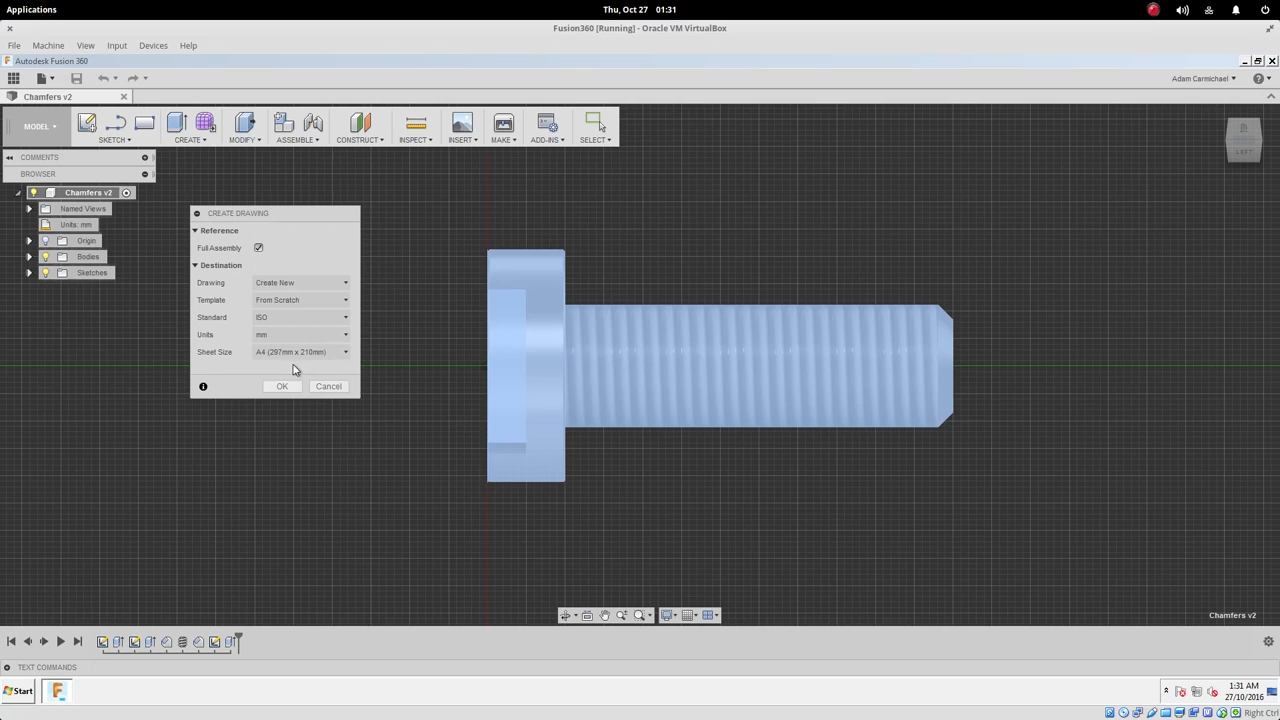 Applications
Thu, Oct 27 01:31
Fusion360 [Running] - Oracle VM VirtualBox
File Machine View Input Devices Help
Autodesk Fusion 360
Adam Carmichael
Chamfers v2
MODEL
SKETCH CREATE MODIFY ASSEMBLE CONSTRUCT INSPECT INSERT MAKE ADD-INS SELECT
LEFT
COMMENTS
BROWSER
Chamfers v2
Named Views
Units: mm
Origin
Bodies
Sketches
CREATE DRAWING
Reference
Full Assembly
Destination
Drawing Create New
Template From Scratch
Standard ISO
Units mm
Sheet Size A4 (297mm x 210mm)
OK Cancel
Chamfers v2
TEXT COMMANDS
Start
1:31 AM
27/10/2016
Right Ctrl